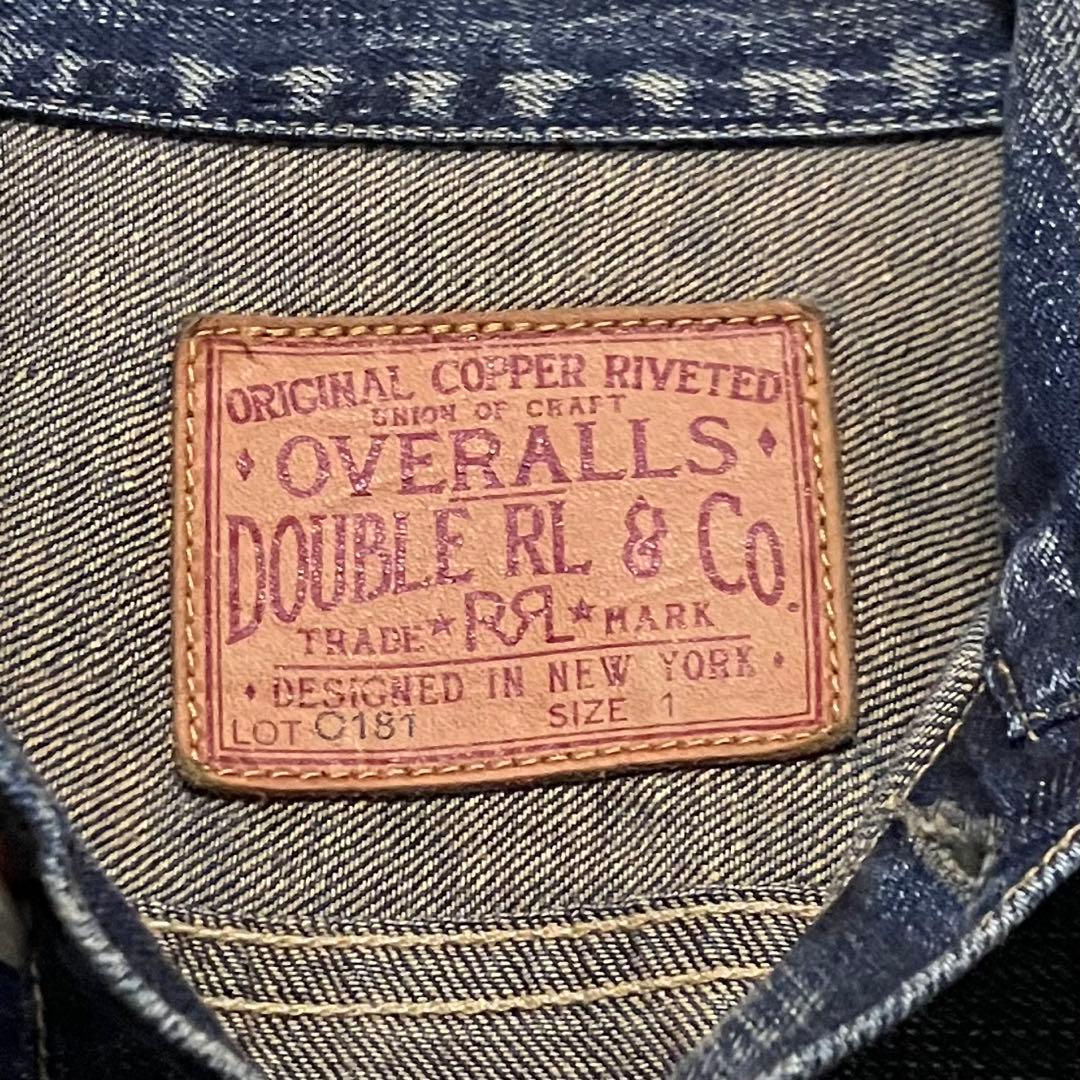 ORIGINAL COPPER RIVETED
UNION OF CRAFT
OVERALLS
DOUBLE RL & Co.
TRADE ★ RRL ★ MARK
DESIGNED IN NEW YORK
LOT C181 SIZE 1